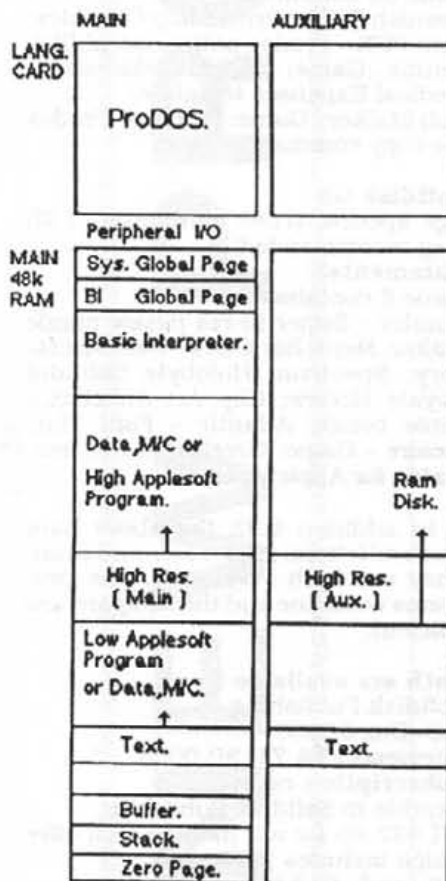 MAIN
AUXILIARY
LANG.
CARD
ProDOS.
Peripheral I/O
MAIN
48k
RAM
Sys. Global Page
BI Global Page
Basic Interpreter.
Data,M/C or
High Applesoft
Program.
Ram
Disk.
High Res.
( Main )
High Res.
( Aux. )
Low Applesoft
Program
or Data,M/C.
Text.
Text.
Buffer.
Stack.
Zero Page.